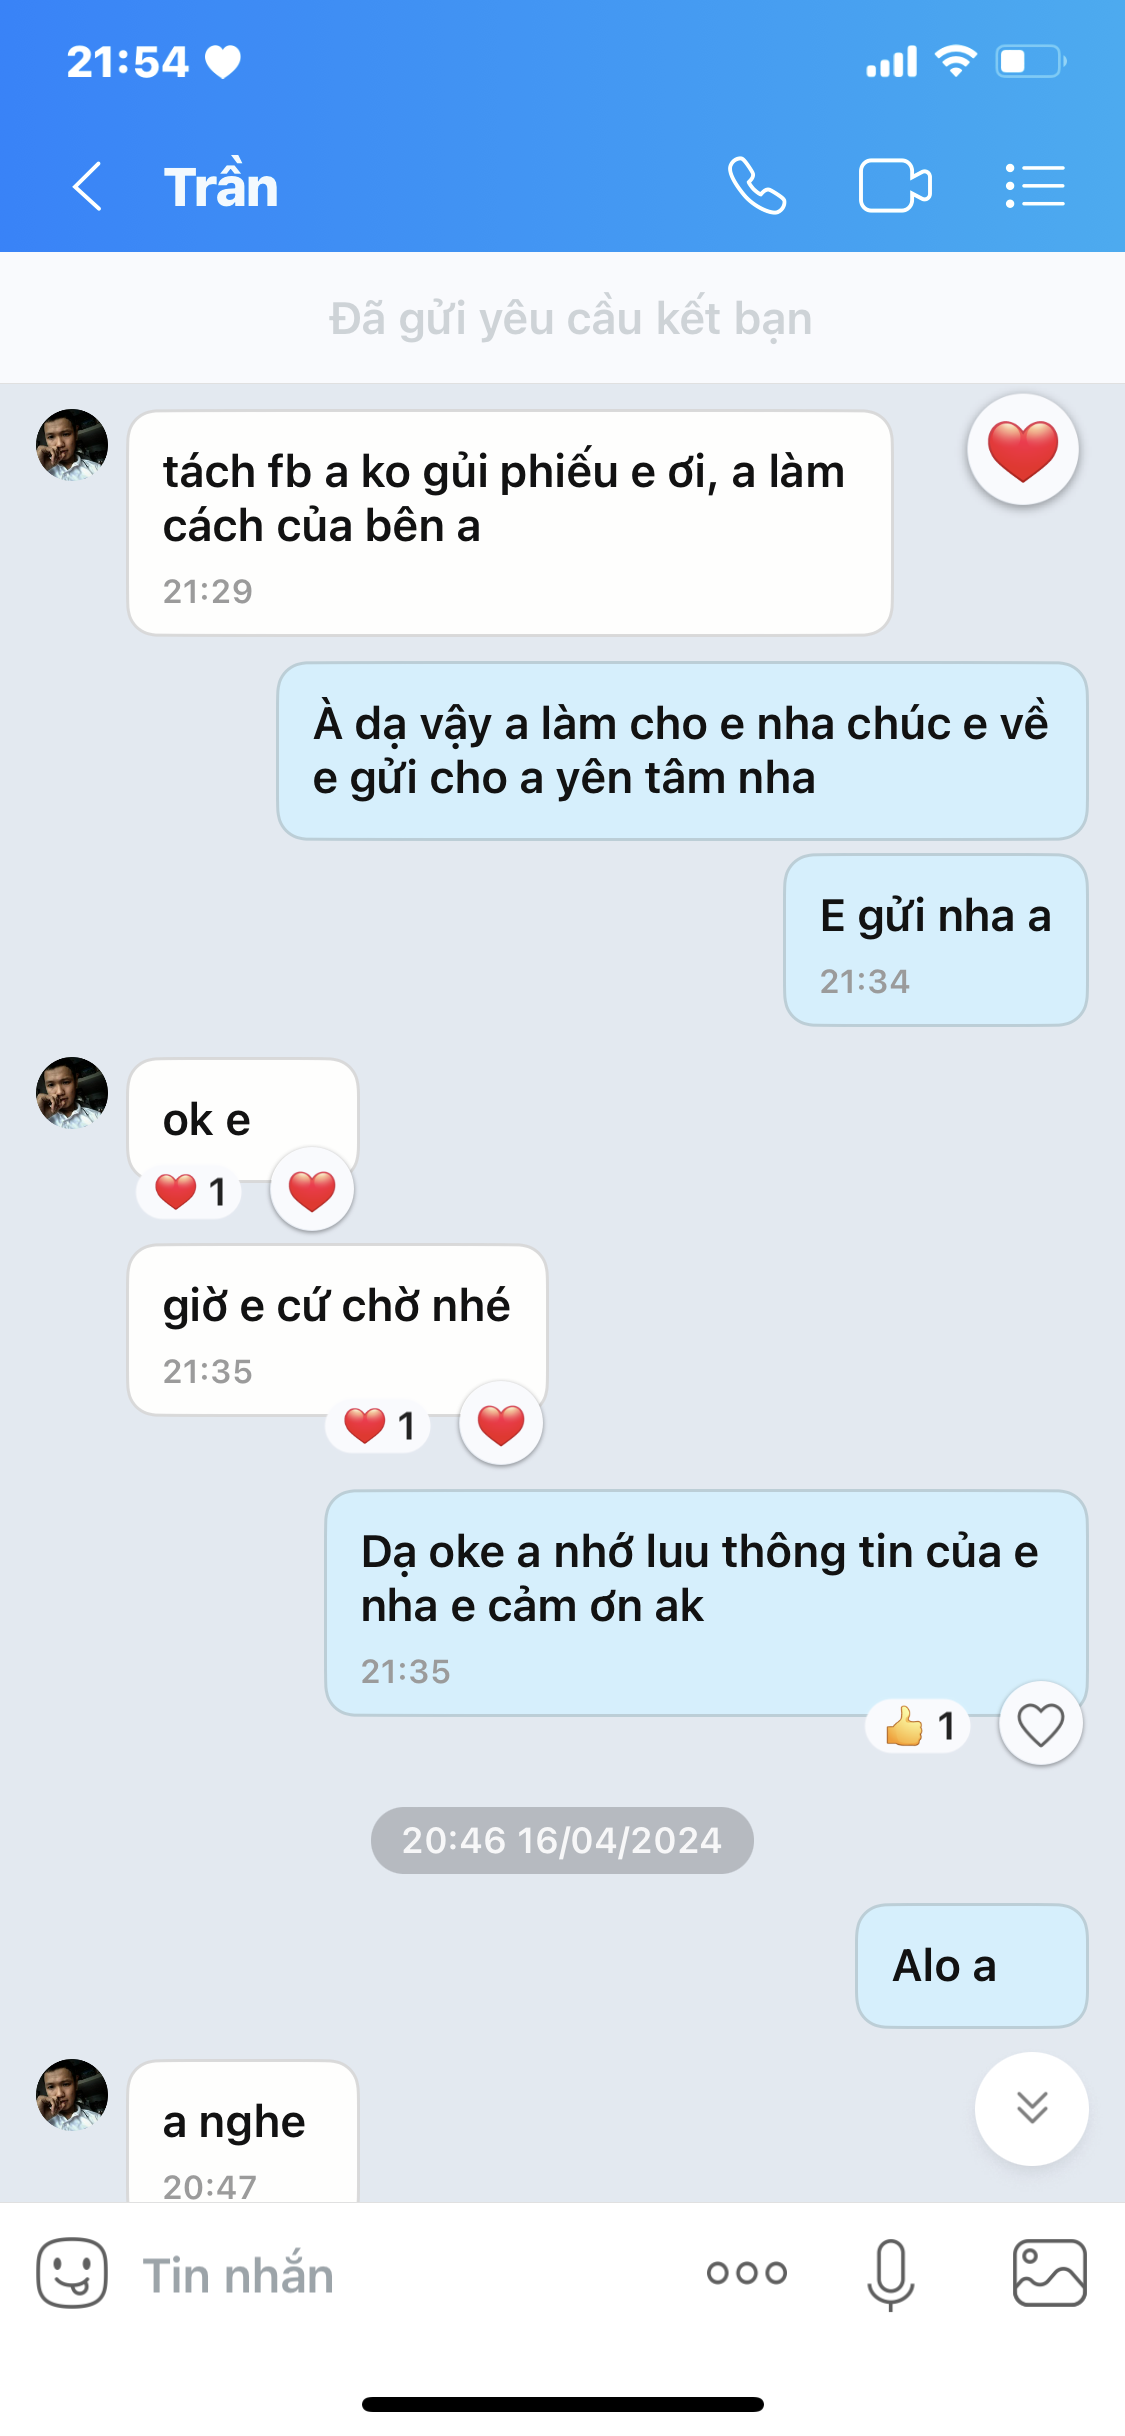 21:54
Trần
Đã gửi yêu cầu kết bạn
tách fb a ko gủi phiếu e ơi, a làm
cách của bên a
21:29
À dạ vậy a làm cho e nha chúc e về
e gửi cho a yên tâm nha
E gửi nha a
21:34
ok e
1
giờ e cứ chờ nhé
21:35
1
Dạ oke a nhớ luu thông tin của e
nha e cảm ơn ak
21:35
1
20:46 16/04/2024
Alo a
a nghe
20:47
Tin nhắn